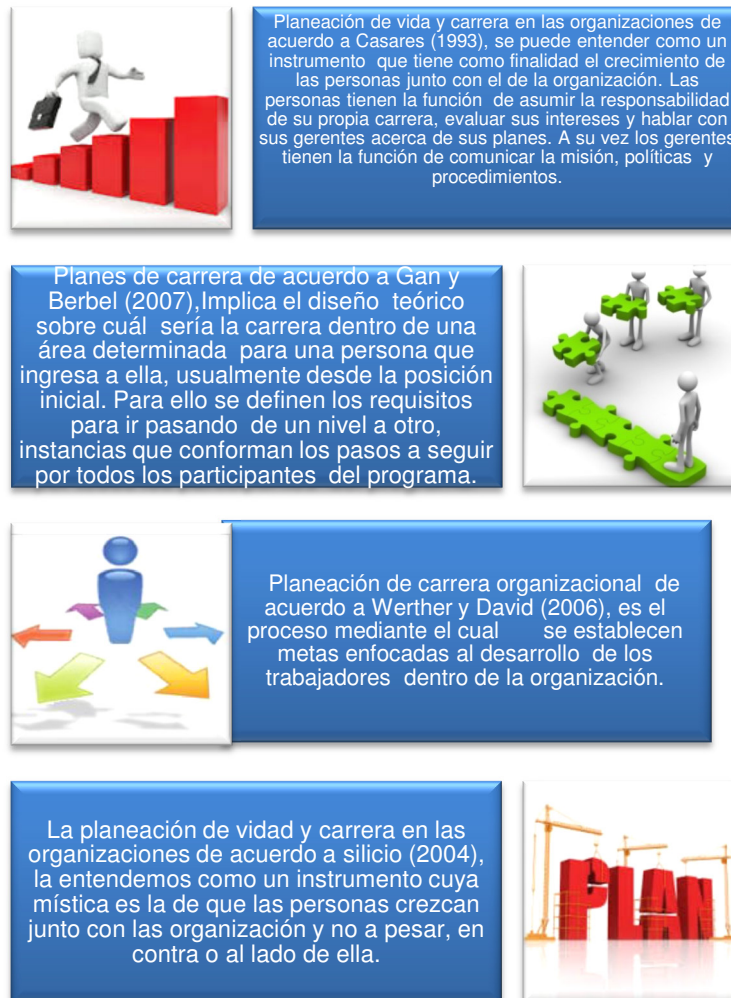 Planeación de vida y carrera en las organizaciones de
acuerdo a Casares (1993), se puede entender como un
instrumento que tiene como finalidad el crecimiento de
las personas junto con el de la organización. Las
personas tienen la función de asumir la responsabilidad
de su propia carrera, evaluar sus intereses y hablar con
sus gerentes acerca de sus planes. A su vez los gerentes
tienen la función de comunicar la misión, políticas y
procedimientos.
Planes de carrera de acuerdo a Gan y
Berbel (2007),Implica el diseño teórico
sobre cuál sería la carrera dentro de una
área determinada para una persona que
ingresa a ella, usualmente desde la posición
inicial. Para ello se definen los requisitos
para ir pasando de un nivel a otro,
instancias que conforman los pasos a seguir
por todos los participantes del programa.
Planeación de carrera organizacional de
acuerdo a Werther y David (2006), es el
proceso mediante el cual se establecen
metas enfocadas al desarrollo de los
trabajadores dentro de la organización.
La planeación de vidad y carrera en las
organizaciones de acuerdo a silicio (2004),
la entendemos como un instrumento cuya
mística es la de que las personas crezcan
junto con las organización y no a pesar, en
contra o al lado de ella.
PLAN